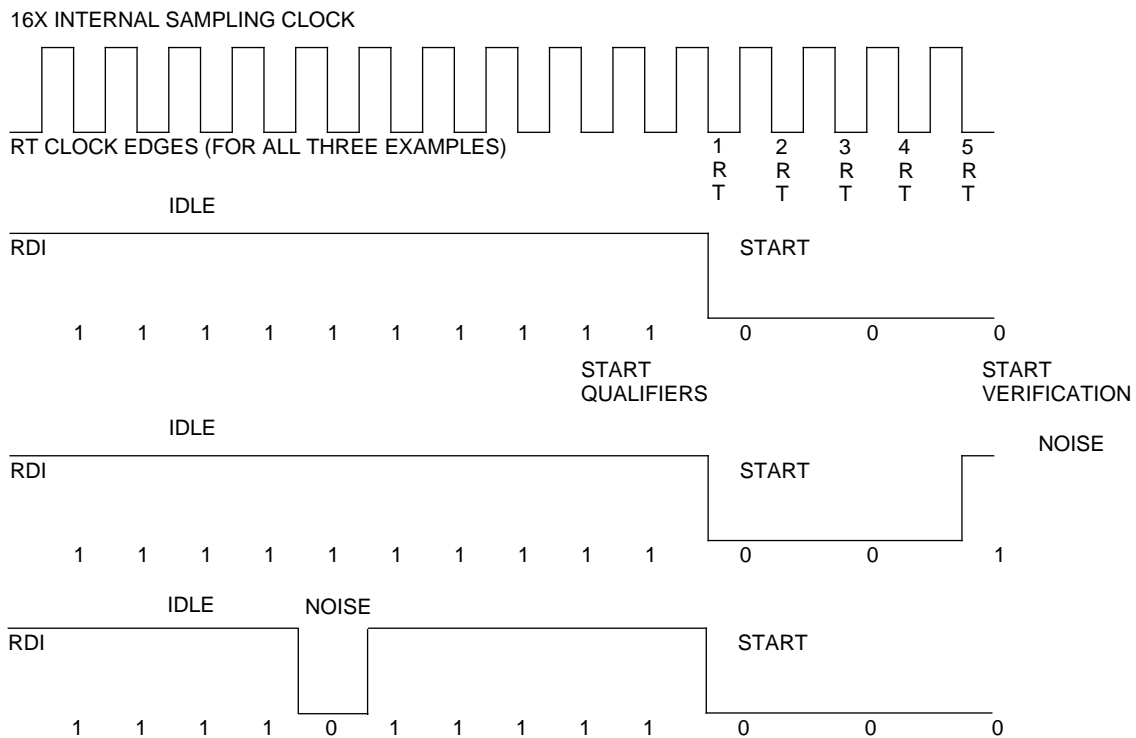 16X INTERNAL SAMPLING CLOCK
RT CLOCK EDGES (FOR ALL THREE EXAMPLES) 1 2 3 4 5
R R R R R
T T T T T
IDLE
RDI START
1 1 1 1 1 1 1 1 1 1 0 0 0
START START
QUALIFIERS VERIFICATION
IDLE NOISE
RDI START
1 1 1 1 1 1 1 1 1 1 0 0 1
IDLE NOISE
RDI START
1 1 1 1 0 1 1 1 1 1 0 0 0